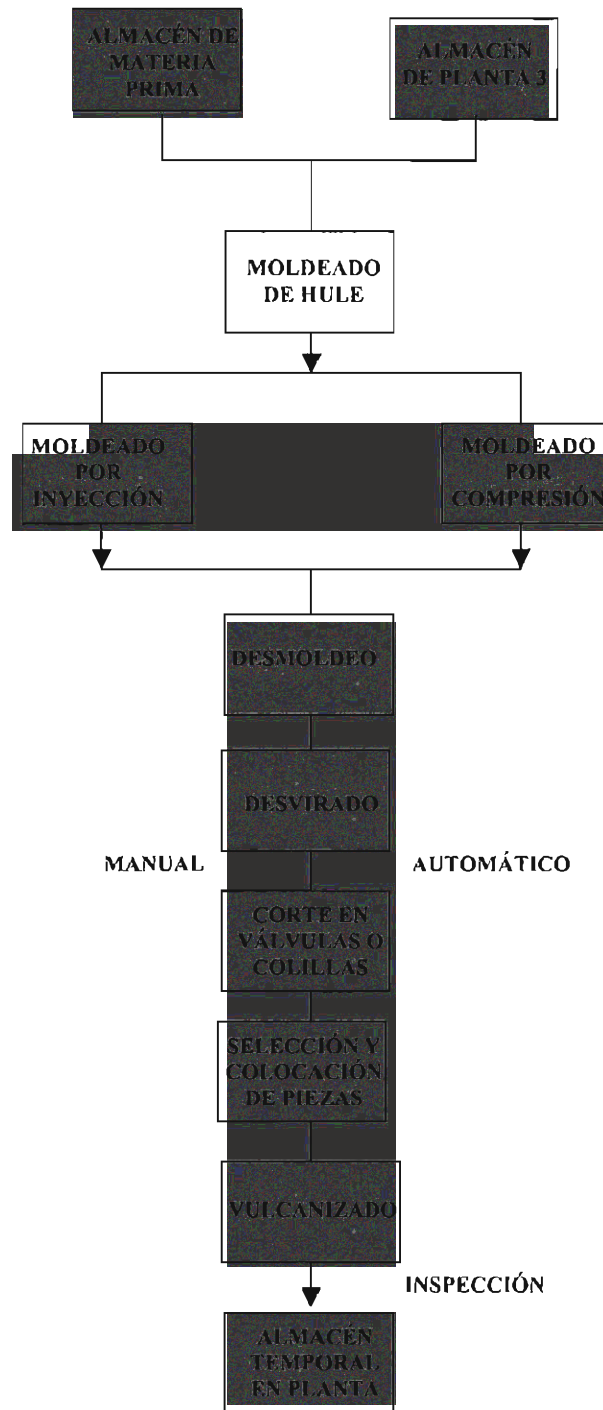 ALMACÉN DE
MATERIA
PRIMA
ALMACÉN
DE PLANTA 3
MOLDEADO
DE HULE
MOLDEADO
POR
INYECCIÓN
MOLDEADO
POR
COMPRESIÓN
DESMOLDEO
DESVIRADO
MANUAL
AUTOMÁTICO
CORTE EN
VÁLVULAS O
COLILLAS
SELECCIÓN Y
COLOCACIÓN
DE PIEZAS
VULCANIZADO
INSPECCIÓN
ALMACÉN
TEMPORAL
EN PLANTA